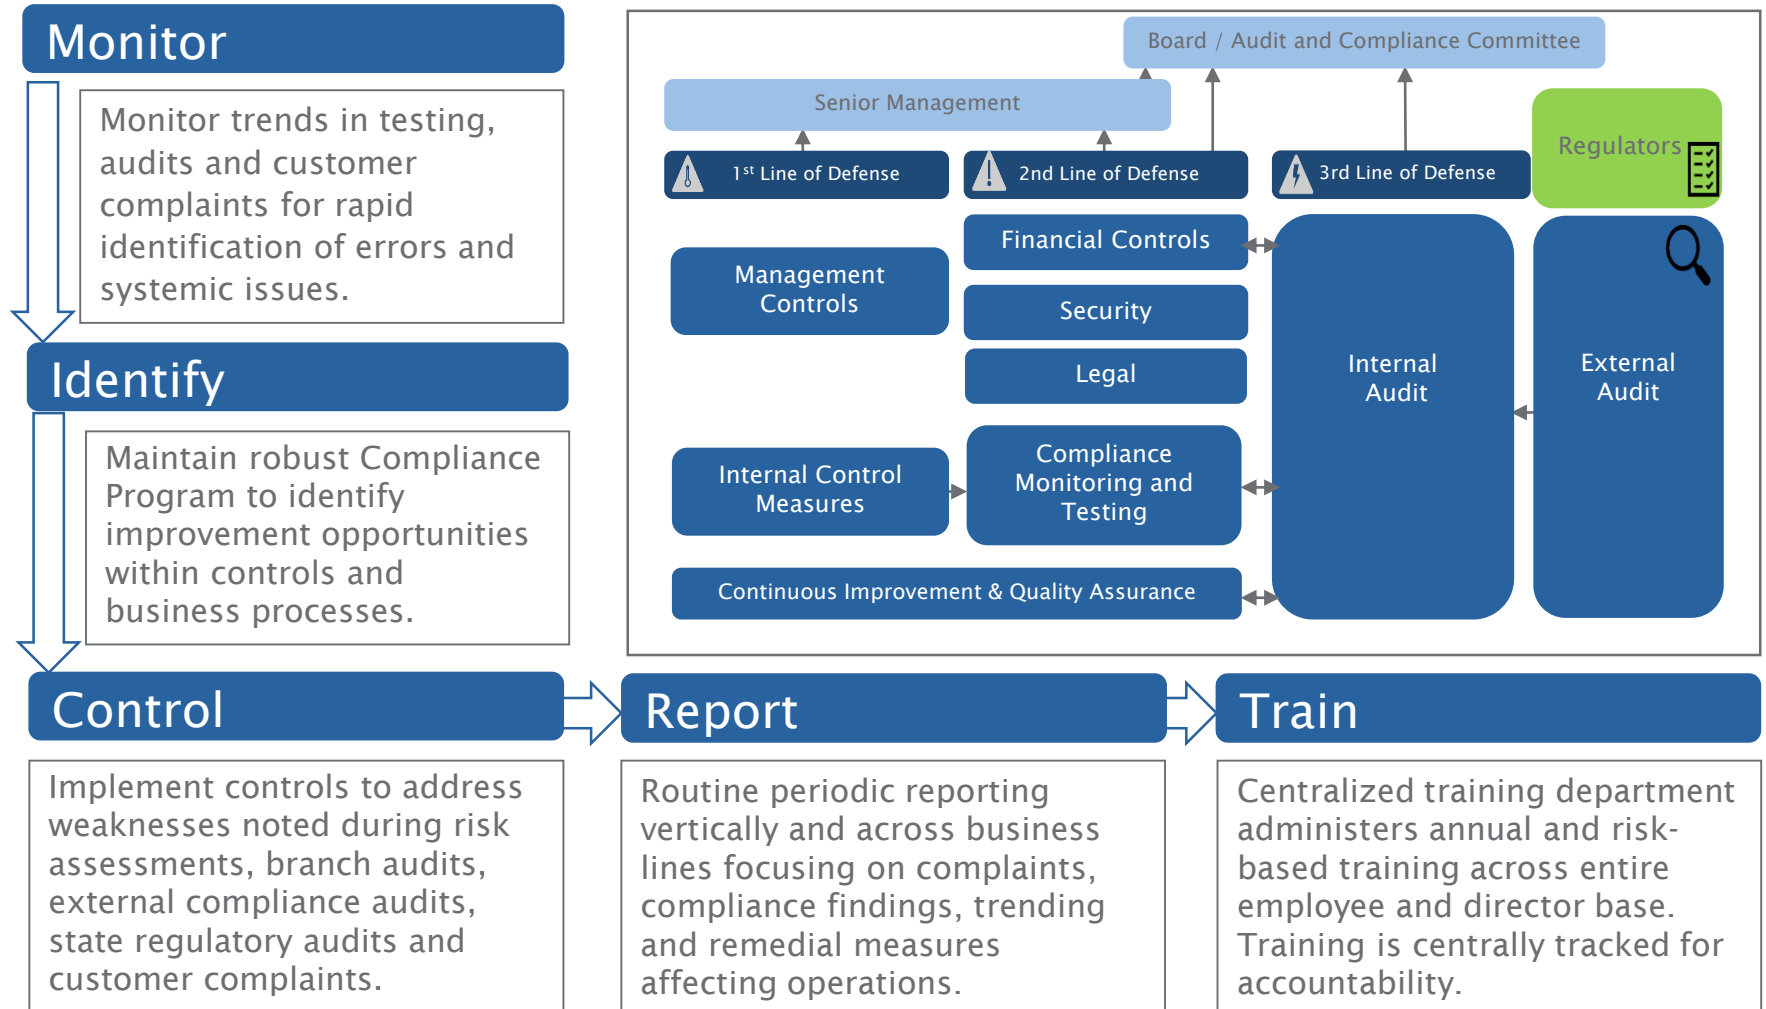 Monitor
Monitor trends in testing,
audits and customer
complaints for rapid
identification of errors and
systemic issues.
Identify
Maintain robust Compliance
Program to identify
improvement opportunities
within controls and
business processes.
Board / Audit and Compliance Committee
Senior Management
Regulators
1st Line of Defense
2nd Line of Defense
3rd Line of Defense
Management
Controls
Financial Controls
Security
Legal
Internal Control
Measures
Compliance
Monitoring and
Testing
Continuous Improvement & Quality Assurance
Internal
Audit
External
Audit
Control
Implement controls to address
weaknesses noted during risk
assessments, branch audits,
external compliance audits,
state regulatory audits and
customer complaints.
Report
Routine periodic reporting
vertically and across business
lines focusing on complaints,
compliance findings, trending
and remedial measures
affecting operations.
Train
Centralized training department
administers annual and risk-
based training across entire
employee and director base.
Training is centrally tracked for
accountability.